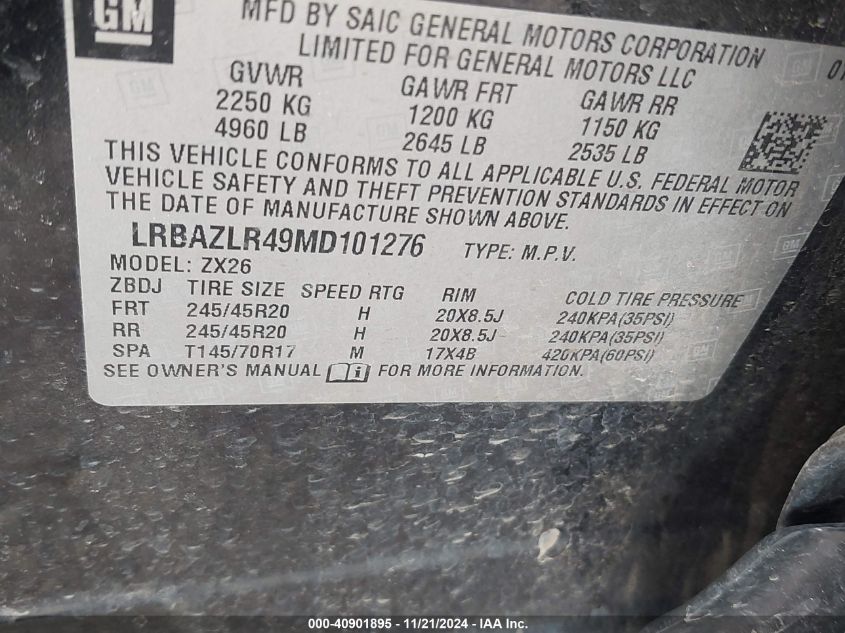 GM
MFD BY SAIC GENERAL MOTORS CORPORATION
LIMITED FOR GENERAL MOTORS LLC
GVWR GAWR FRT GAWR RR
2250 KG 1200 KG 1150 KG
4960 LB 2645 LB 2535 LB
THIS VEHICLE CONFORMS TO ALL APPLICABLE U.S. FEDERAL MOTOR
VEHICLE SAFETY AND THEFT PREVENTION STANDARDS IN EFFECT ON
THE DATE OF MANUFACTURE SHOWN ABOVE.
LRBAZLR49MD101276 TYPE: M.P.V.
MODEL: ZX26
ZBDJ TIRE SIZE SPEED RTG RIM COLD TIRE PRESSURE
FRT 245/45R20 H 20X8.5J 240KPA(35PSI)
RR 245/45R20 H 20X8.5J 240KPA(35PSI)
SPA T145/70R17 M 17X4B 420KPA(60PSI)
SEE OWNER'S MANUAL i FOR MORE INFORMATION.
000-40901895 - 11/21/2024 - IAA Inc.